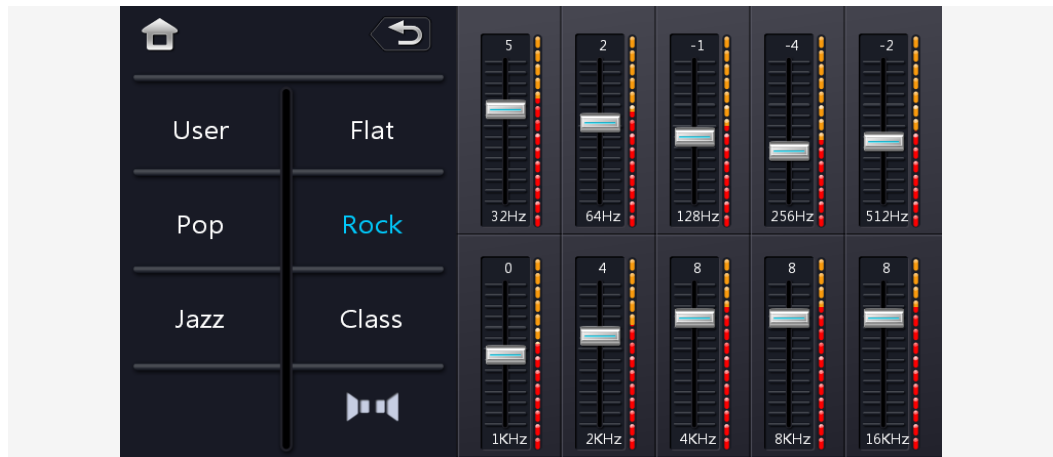 User Flat
Pop Rock
Jazz Class
5 2 -1 -4 -2
32Hz 64Hz 128Hz 256Hz 512Hz
0 4 8 8 8
1KHz 2KHz 4KHz 8KHz 16KHz